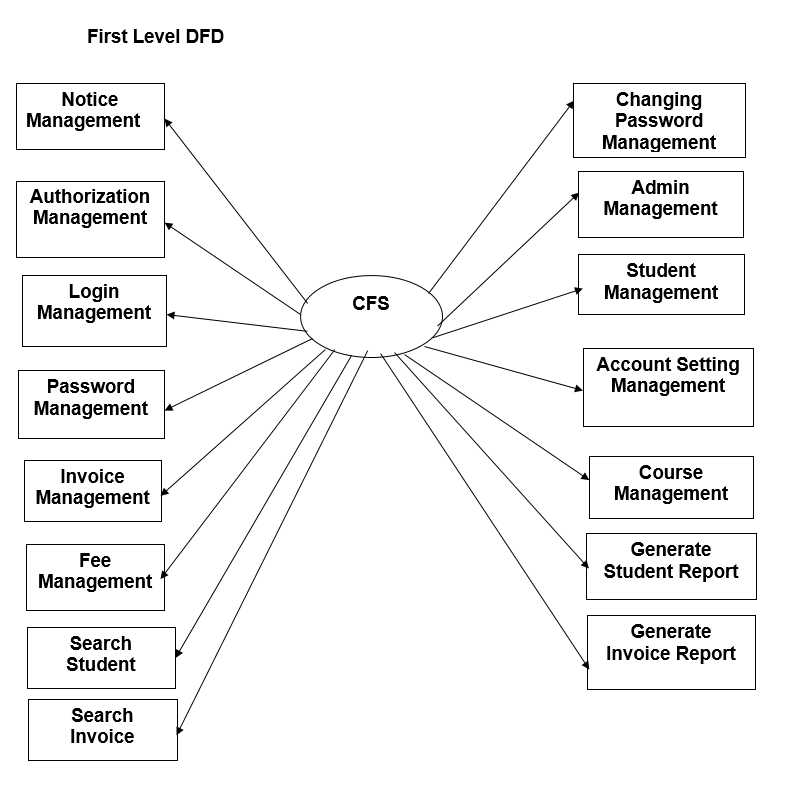 First Level DFD
Notice
Management
Authorization
Management
Login
Management
Password
Management
Invoice
Management
Fee
Management
Search
Student
Search
Invoice
CFS
Changing
Password
Management
Admin
Management
Student
Management
Account Setting
Management
Course
Management
Generate
Student Report
Generate
Invoice Report